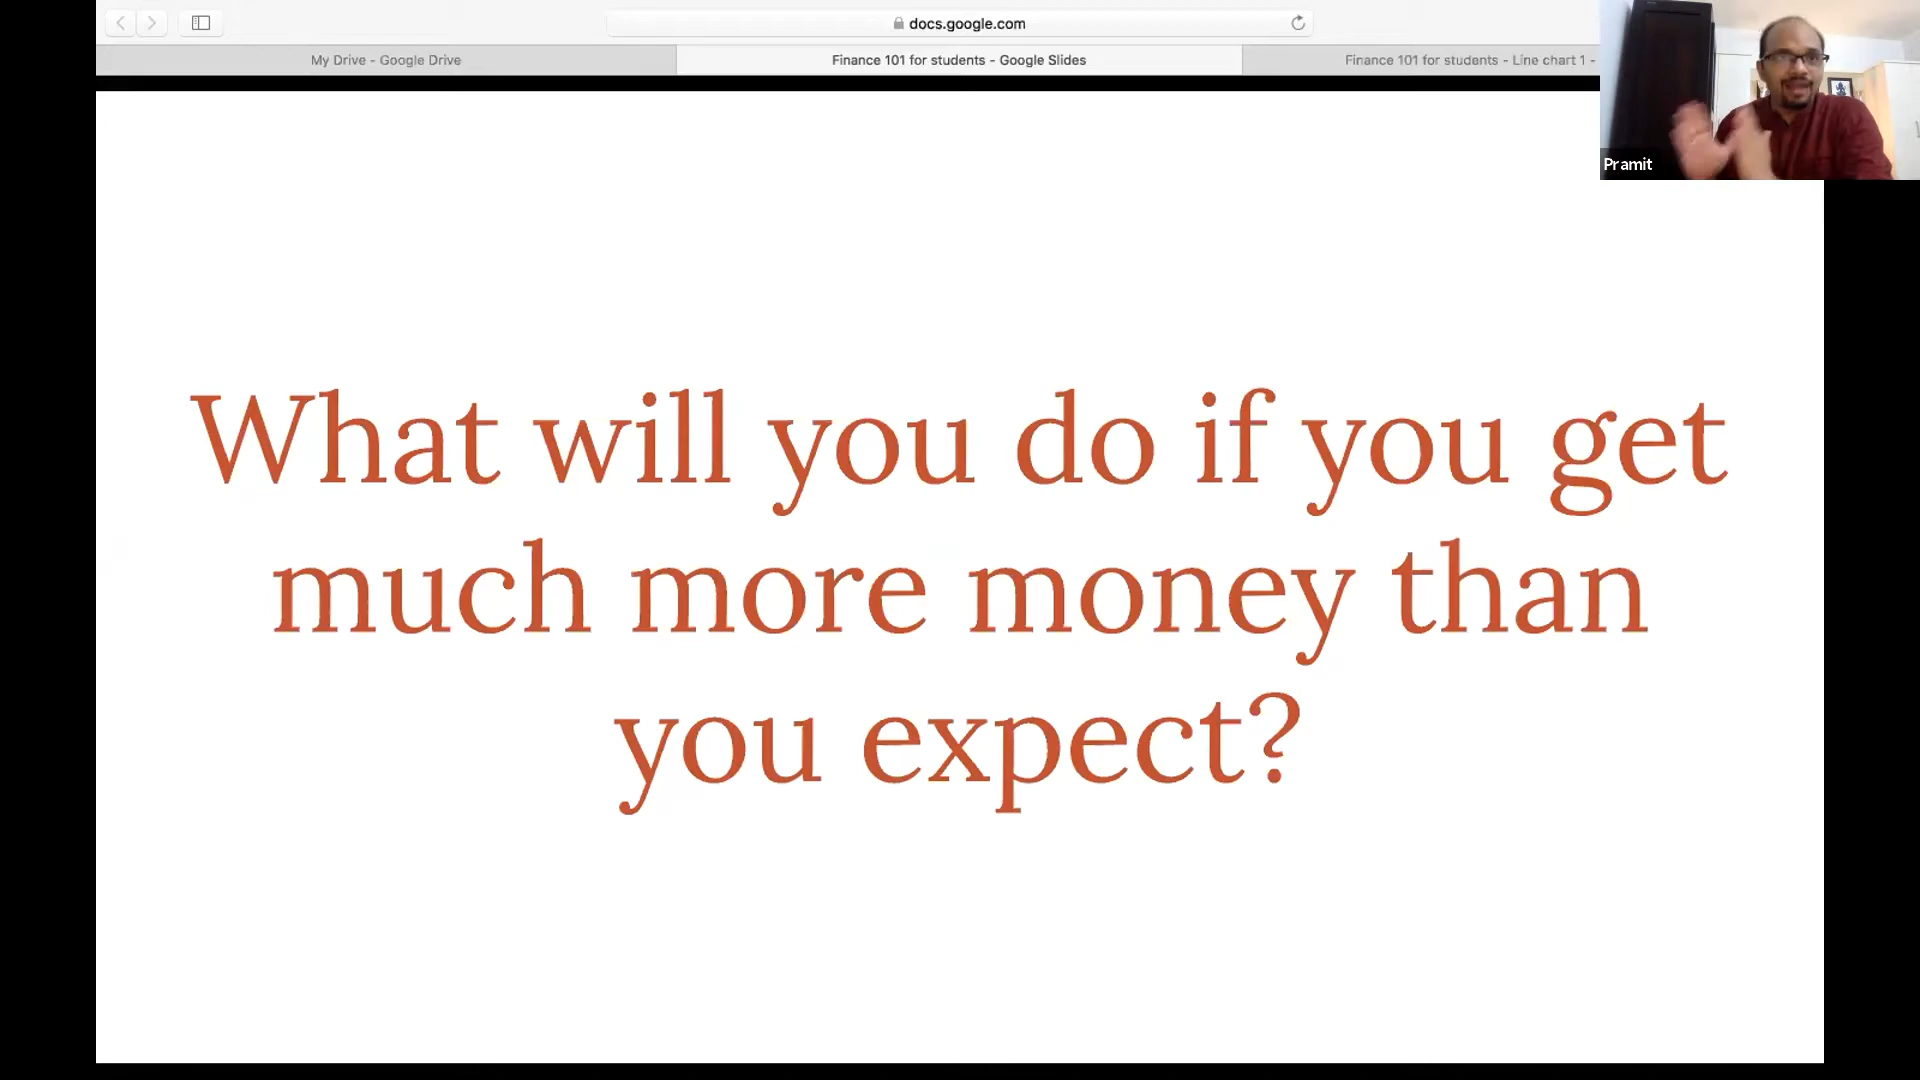 docs.google.com
My Drive - Google Drive
Finance 101 for students - Google Slides
Finance 101 for students - Line chart 1 -
Pramit
What will you do if you get
much more money than
you expect?